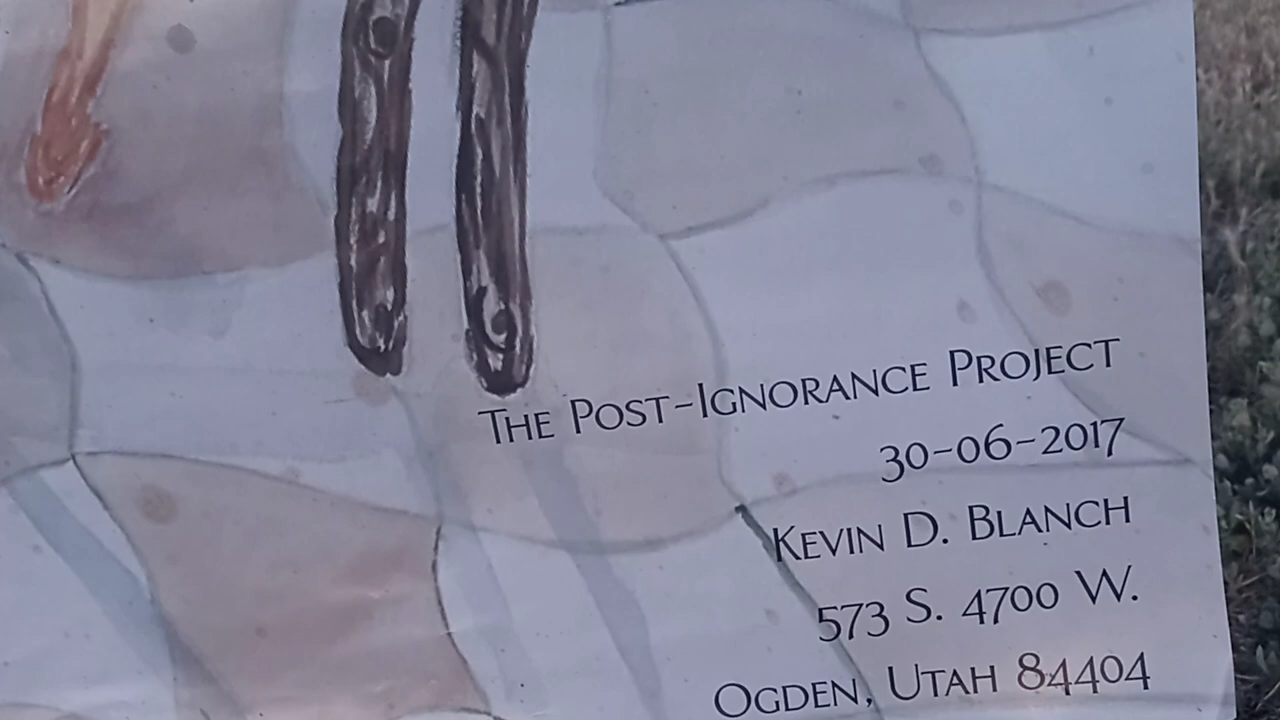 The Post-Ignorance Project
30-06-2017
Kevin D. Blanch
573 S. 4700 W.
Ogden, Utah 84404